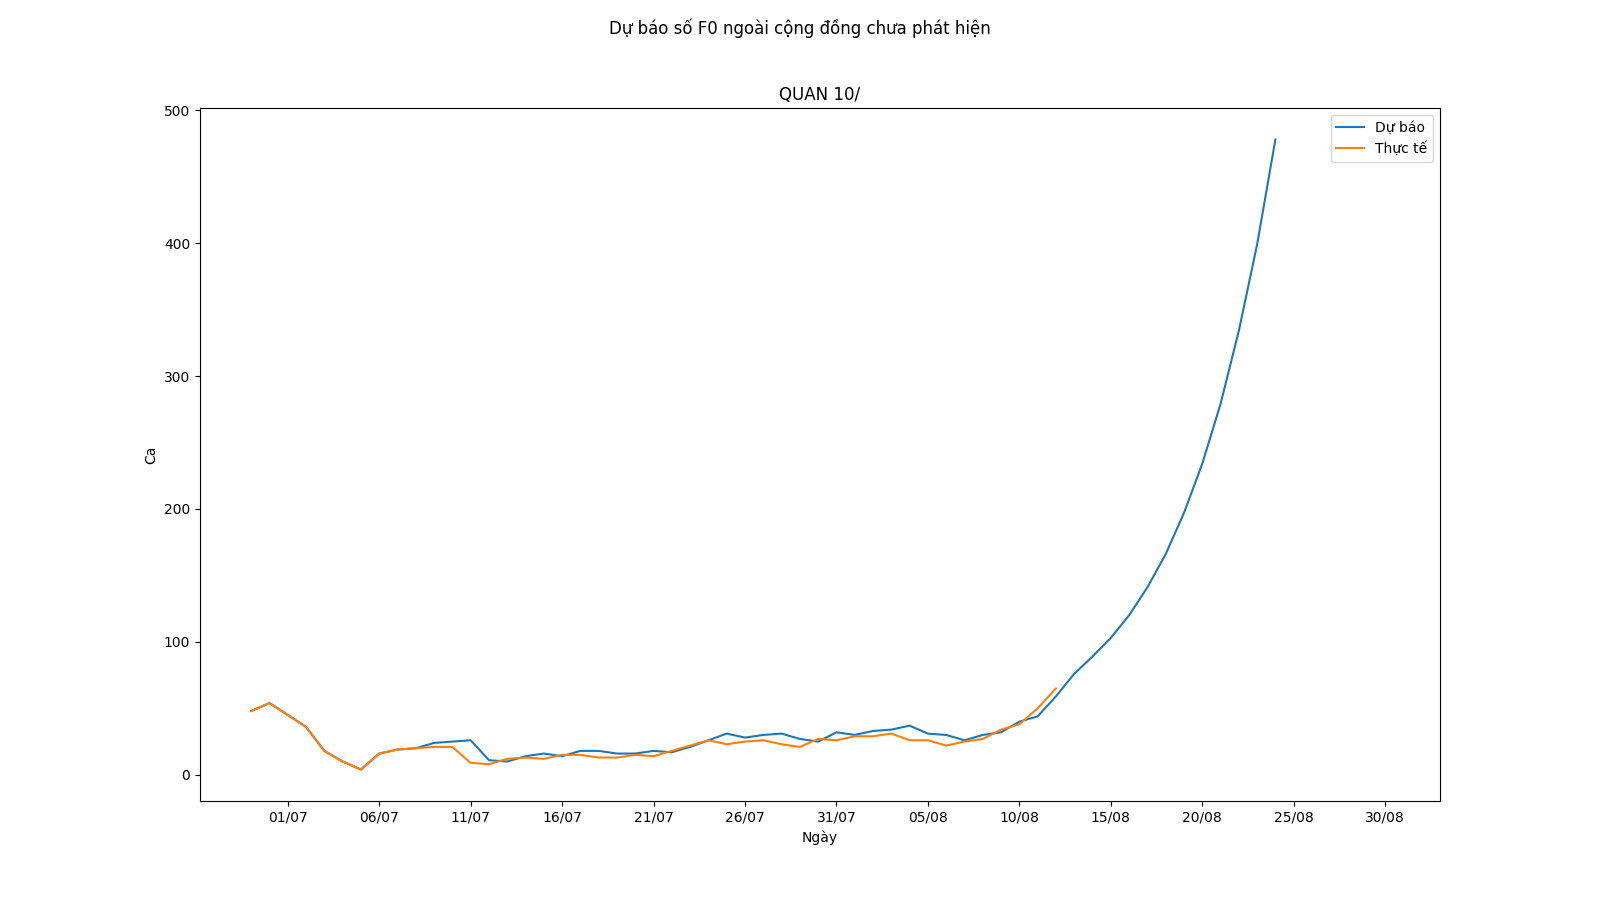 Dự báo số F0 ngoài cộng đồng chưa phát hiện
QUAN 10/
500
400
300
200
100
0
Ca
Dự báo
Thực tế
01/07 06/07 11/07 16/07 21/07 26/07 31/07 05/08 10/08 15/08 20/08 25/08 30/08
Ngày